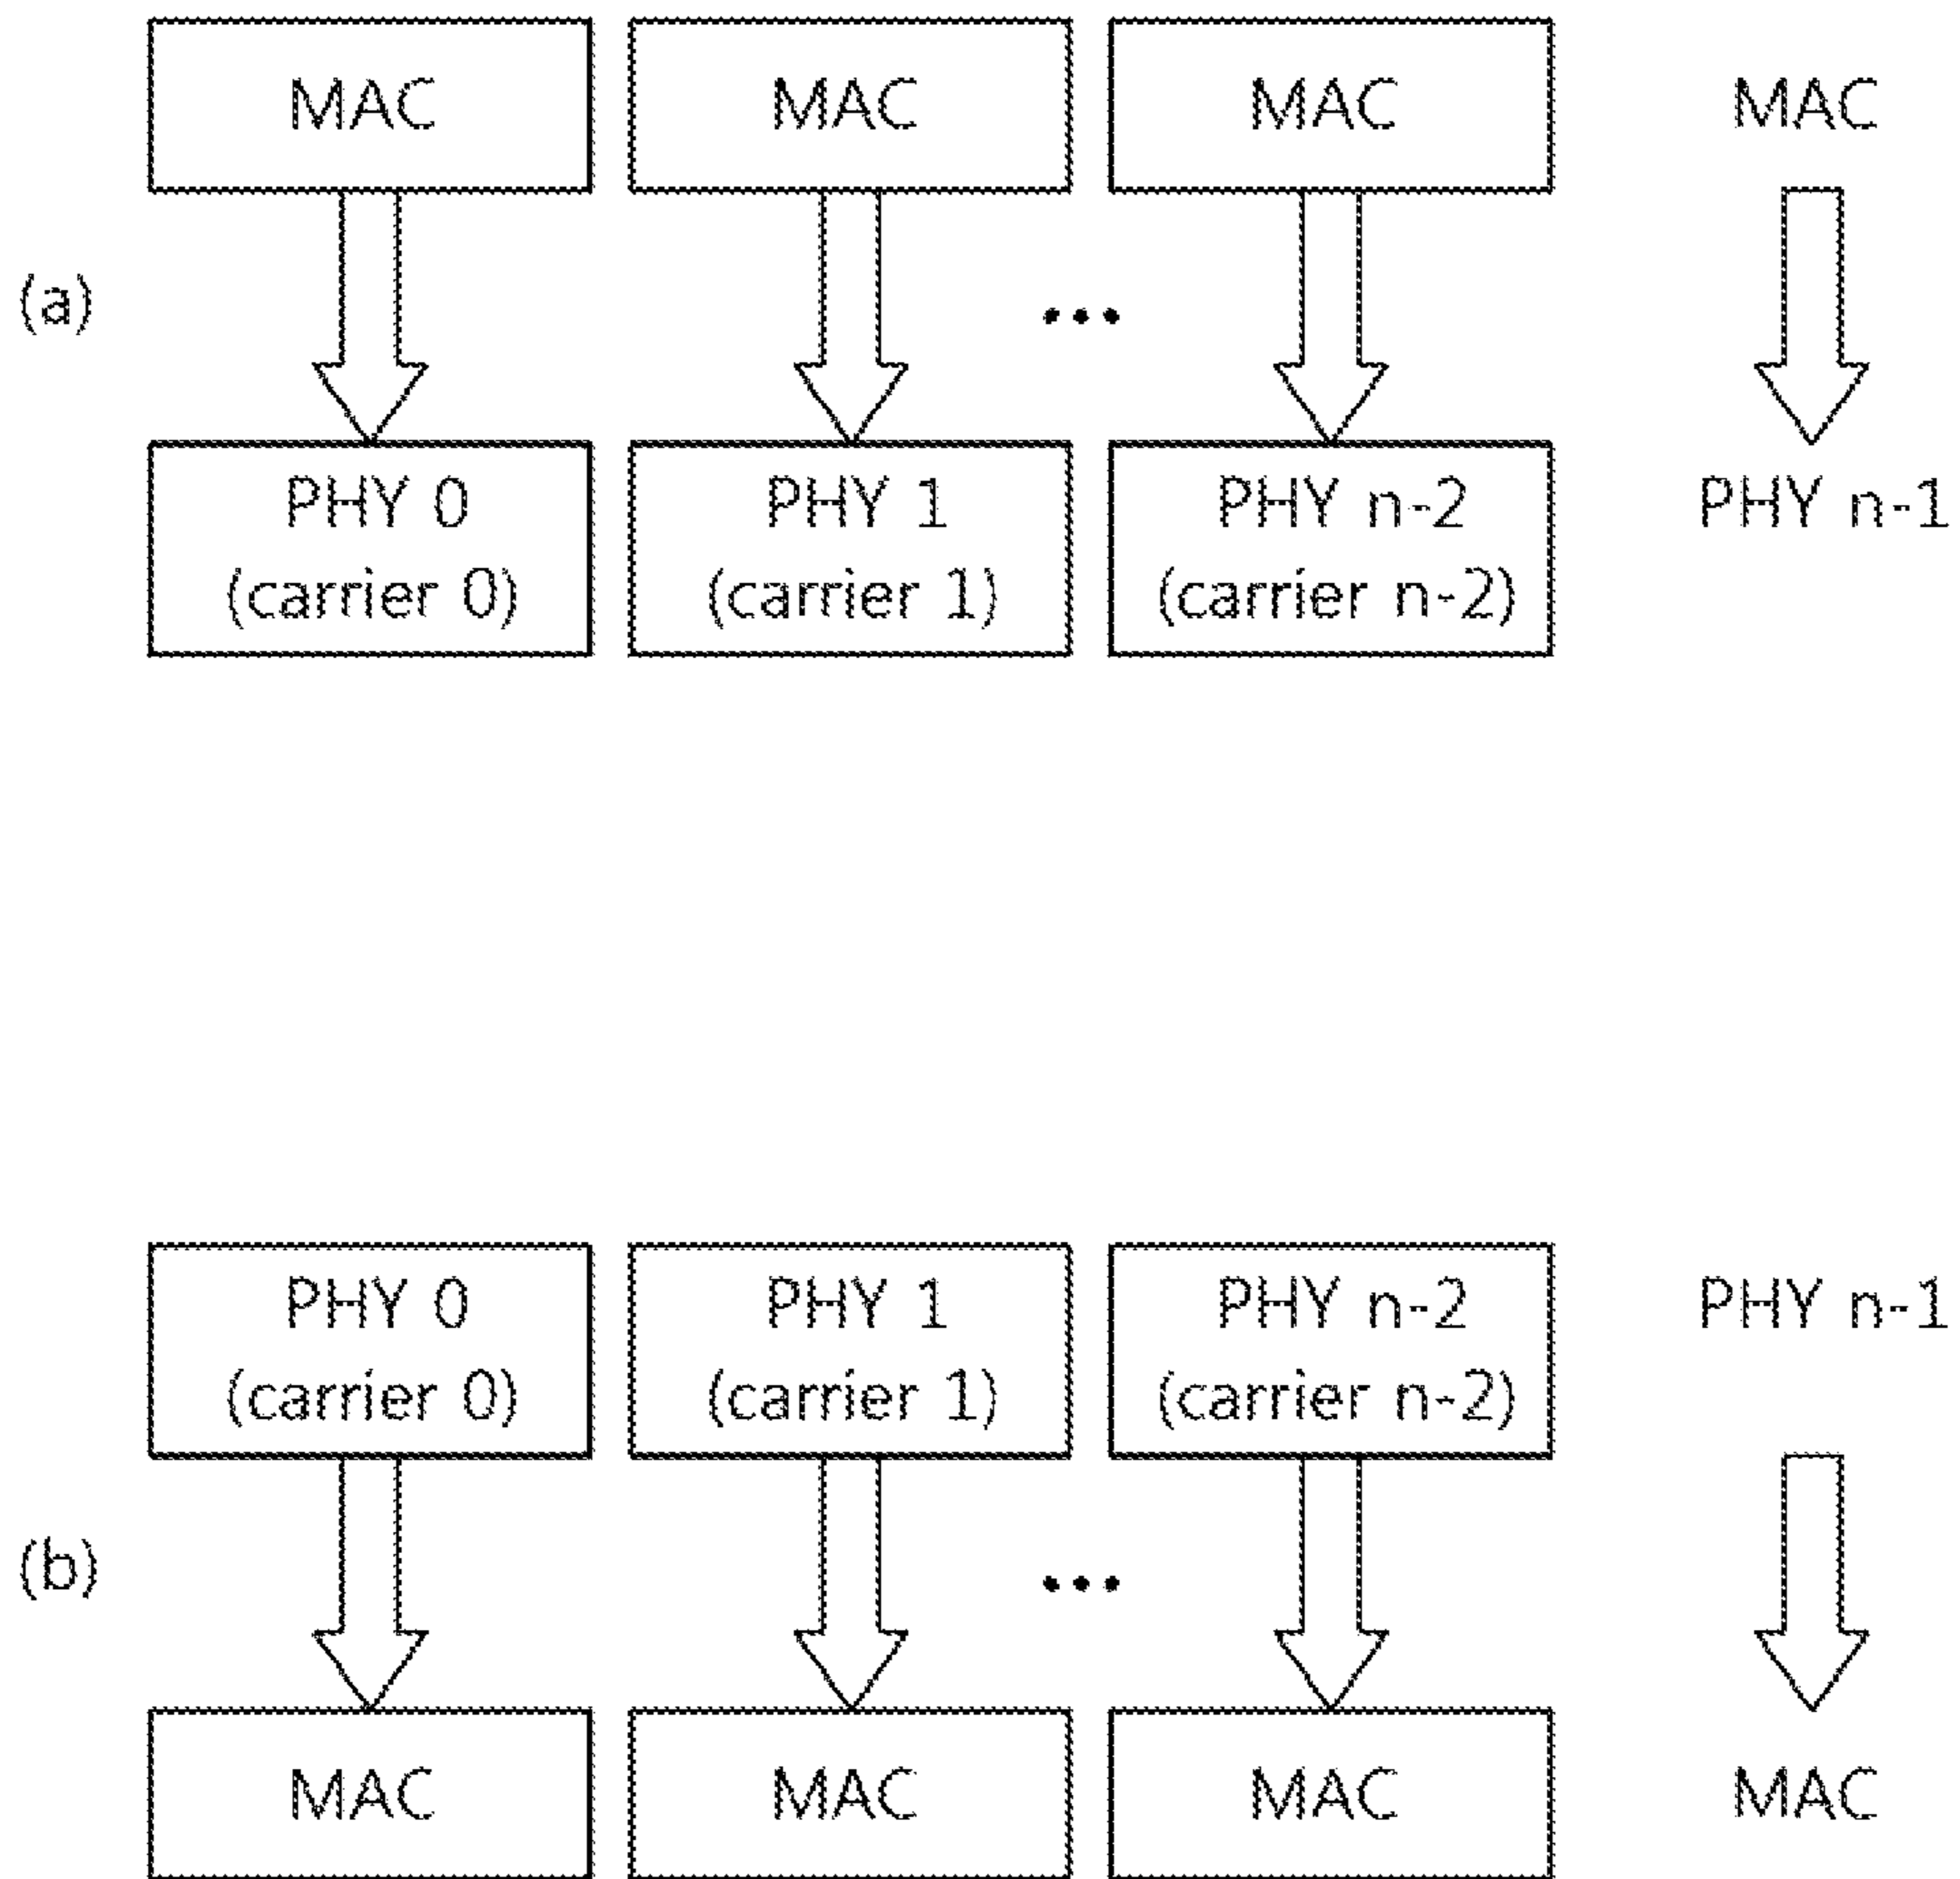 MAC MAC MAC MAC
(a)
...
PHY 0 PHY 1 PHY n-2 PHY n-1
(carrier 0) (carrier 1) (carrier n-2)
PHY 0 PHY 1 PHY n-2 PHY n-1
(carrier 0) (carrier 1) (carrier n-2)
(b)
...
MAC MAC MAC MAC